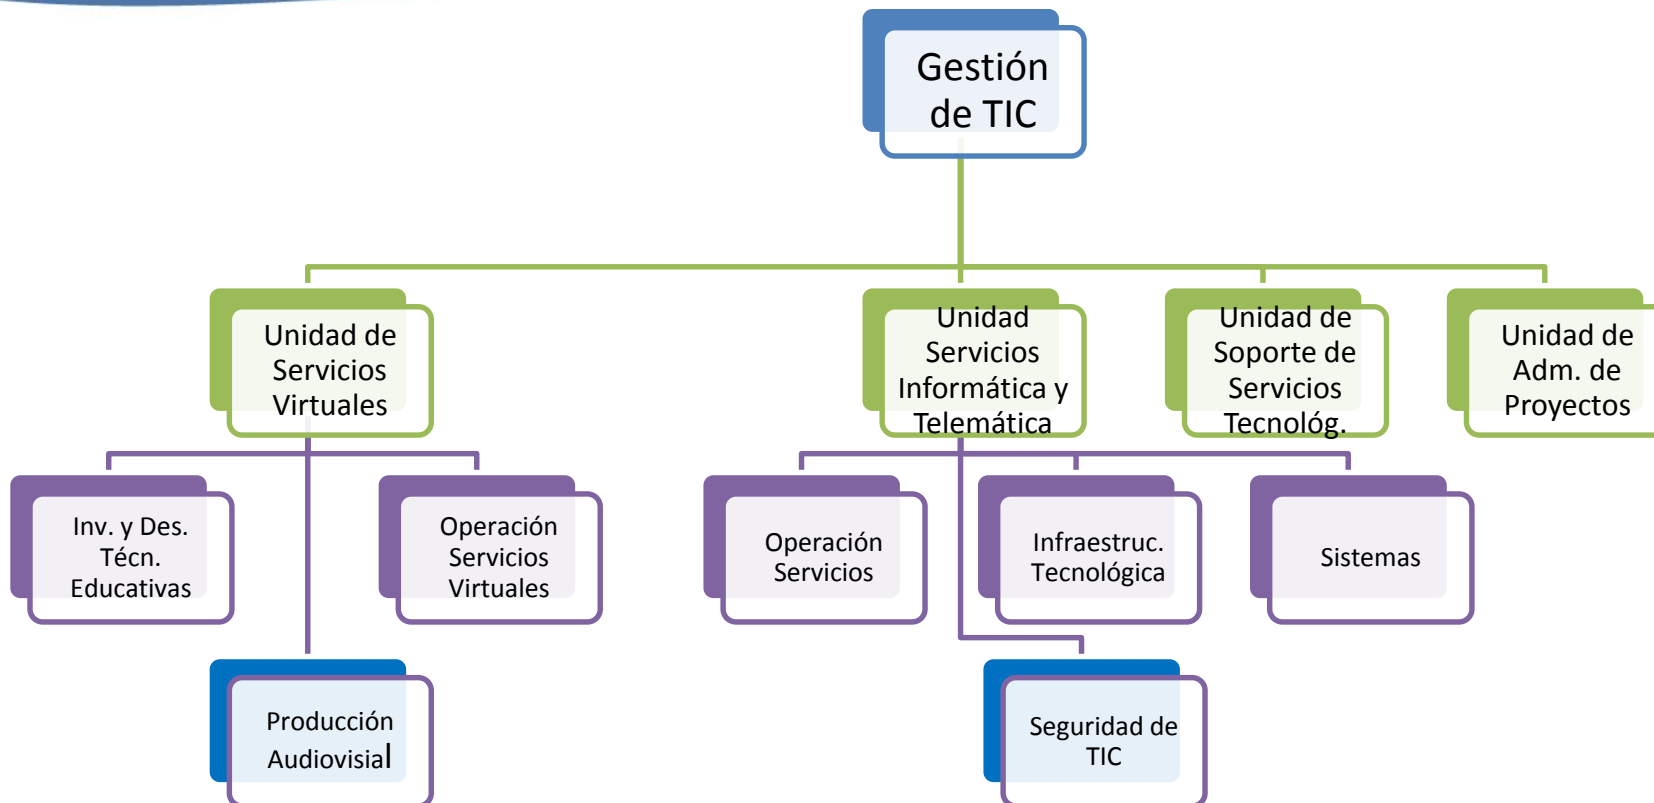 Gestión
de TIC
Unidad de
Servicios
Virtuales
Unidad
Servicios
Informática y
Telemática
Unidad de
Soporte de
Servicios
Tecnológ.
Unidad de
Adm. de
Proyectos
Inv. y Des.
Técn.
Educativas
Operación
Servicios
Virtuales
Operación
Servicios
Infraestruc.
Tecnológica
Sistemas
Producción
Audiovisial
Seguridad de
TIC